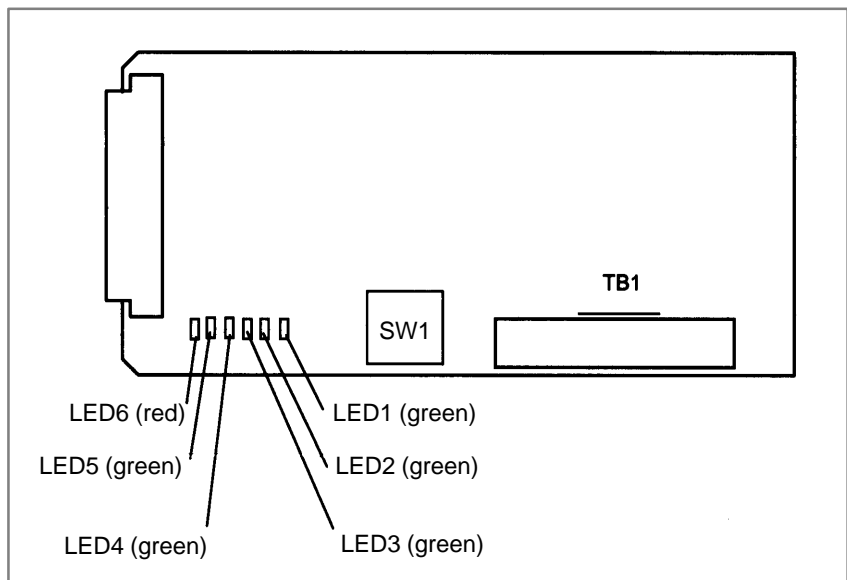 TB1
SW1
LED6 (red)
LED1 (green)
LED5 (green)
LED2 (green)
LED4 (green)
LED3 (green)